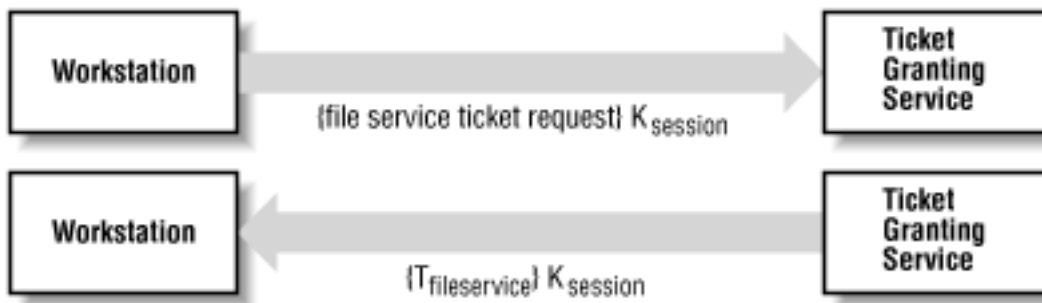 Workstation
Ticket
Granting
Service
{file service ticket request} Ksession
Workstation
Ticket
Granting
Service
{Tfileservice} Ksession